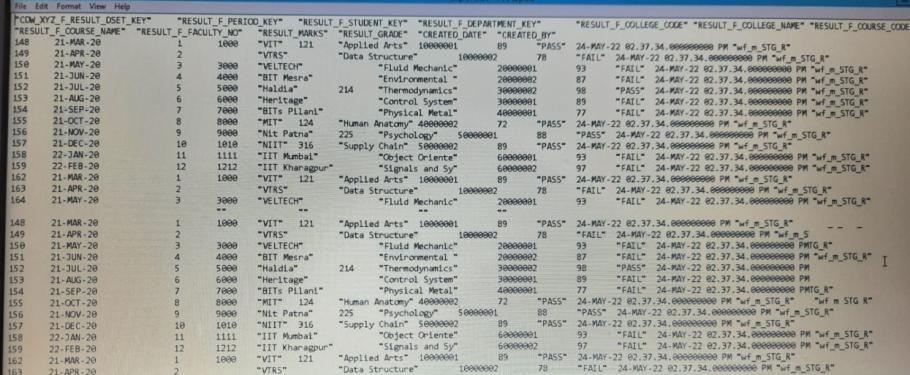 File Edit Format View Help
"CDW_XYZ_F_RESULT_DSET_KEY" "RESULT_F_PERIOD_KEY" "RESULT_F_STUDENT_KEY" "RESULT_F_DEPARTMENT_KEY" "RESULT_F_COLLEGE_CODE" "RESULT_F_COLLEGE_NAME" "RESULT_F_COURSE_CODE
"RESULT_F_COURSE_NAME" "RESULT_F_FACULTY_NO" "RESULT_MARKS" "RESULT_GRADE" "CREATED_DATE" "CREATED_BY"
148 21-MAR-20 1 1000 "VIT" 121 "Applied Arts" 10000001 89 "PASS" 24-MAY-22 02.37.34.000000000 PM "wf_m_STG_R"
149 21-APR-20 2 "VTRS" "Data Structure" 10000002 78 "FAIL" 24-MAY-22 02.37.34.000000000 PM "wf_m_STG_R"
150 21-MAY-20 3 3000 "VELTECH" "Fluid Mechanic" 20000001 93 "FAIL" 24-MAY-22 02.37.34.000000000 PM "wf_m_STG_R"
151 21-JUN-20 4 4000 "BIT Mesra" "Environmental " 20000002 87 "FAIL" 24-MAY-22 02.37.34.000000000 PM "wf_m_STG_R"
152 21-JUL-20 5 5000 "Haldia" 214 "Thermodynamics" 30000002 98 "PASS" 24-MAY-22 02.37.34.000000000 PM "wf_m_STG_R"
153 21-AUG-20 6 6000 "Heritage" "Control System" 30000001 89 "FAIL" 24-MAY-22 02.37.34.000000000 PM "wf_m_STG_R"
154 21-SEP-20 7 7000 "BITs Pilani" "Physical Metal" 40000001 77 "FAIL" 24-MAY-22 02.37.34.000000000 PM "wf_m_STG_R"
155 21-OCT-20 8 8000 "MIT" 124 "Human Anatomy" 40000002 72 "PASS" 24-MAY-22 02.37.34.000000000 PM "wf_m_STG_R"
156 21-NOV-20 9 9000 "Nit Patna" 225 "Psychology" 50000001 88 "PASS" 24-MAY-22 02.37.34.000000000 PM "wf_m_STG_R"
157 21-DEC-20 10 1010 "NIIT" 316 "Supply Chain" 50000002 89 "PASS" 24-MAY-22 02.37.34.000000000 PM "wf_m_STG_R"
158 22-JAN-20 11 1111 "IIT Mumbai" "Object Oriente" 60000001 93 "FAIL" 24-MAY-22 02.37.34.000000000 PM "wf_m_STG_R"
159 22-FEB-20 12 1212 "IIT Kharagpur" "Signals and Sy" 60000002 97 "FAIL" 24-MAY-22 02.37.34.000000000 PM "wf_m_STG_R"
162 21-MAR-20 1 1000 "VIT" 121 "Applied Arts" 10000001 89 "PASS" 24-MAY-22 02.37.34.000000000 PM "wf_m_STG_R"
163 21-APR-20 2 "VTRS" "Data Structure" 10000002 78 "FAIL" 24-MAY-22 02.37.34.000000000 PM "wf_m_STG_R"
164 21-MAY-20 3 3000 "VELTECH" "Fluid Mechanic" 20000001 93 "FAIL" 24-MAY-22 02.37.34.000000000 PM "wf_m_STG_R"
148 21-MAR-20 1 1000 "VIT" 121 "Applied Arts" 10000001 89 "PASS" 24-MAY-22 02.37.34.000000000 PM "wf_m_STG_R"
149 21-APR-20 2 "VTRS" "Data Structure" 10000002 78 "FAIL" 24-MAY-22 02.37.34.000000000 PM "wf_m_S
150 21-MAY-20 3 3000 "VELTECH" "Fluid Mechanic" 20000001 93 "FAIL" 24-MAY-22 02.37.34.000000000 PMTG_R"
151 21-JUN-20 4 4000 "BIT Mesra" "Environmental " 20000002 87 "FAIL" 24-MAY-22 02.37.34.000000000 PM "wf_m_STG_R"
152 21-JUL-20 5 5000 "Haldia" 214 "Thermodynamics" 30000002 98 "PASS" 24-MAY-22 02.37.34.000000000 PM
153 21-AUG-20 6 6000 "Heritage" "Control System" 30000001 89 "FAIL" 24-MAY-22 02.37.34.000000000 PM
154 21-SEP-20 7 7000 "BITs Pilani" "Physical Metal" 40000001 77 "FAIL" 24-MAY-22 02.37.34.000000000 PMTG_R"
155 21-OCT-20 8 8000 "MIT" 124 "Human Anatomy" 40000002 72 "PASS" 24-MAY-22 02.37.34.000000000 PM "wf m STG R"
156 21-NOV-20 9 9000 "Nit Patna" 225 "Psychology" 50000001 88 "PASS" 24-MAY-22 02.37.34.000000000 PM "wf_m_STG_R"
157 21-DEC-20 10 1010 "NIIT" 316 "Supply Chain" 50000002 89 "PASS" 24-MAY-22 02.37.34.000000000 PM "wf_m_STG_R"
158 22-JAN-20 11 1111 "IIT Mumbai" "Object Oriente" 60000001 93 "FAIL" 24-MAY-22 02.37.34.000000000 PM "wf_m_STG_R"
159 22-FEB-20 12 1212 "IIT Kharagpur" "Signals and Sy" 60000002 97 "FAIL" 24-MAY-22 02.37.34.000000000 PM "wf_m_STG_R"
162 21-MAR-20 1 1000 "VIT" 121 "Applied Arts" 10000001 89 "PASS" 24-MAY-22 02.37.34.000000000 PM "wf_m_STG_R"
163 21-APR-20 2 "VTRS" "Data Structure" 10000002 78 "FAIL" 24-MAY-22 02.37.34.000000000 PM "wf_m_STG_R"